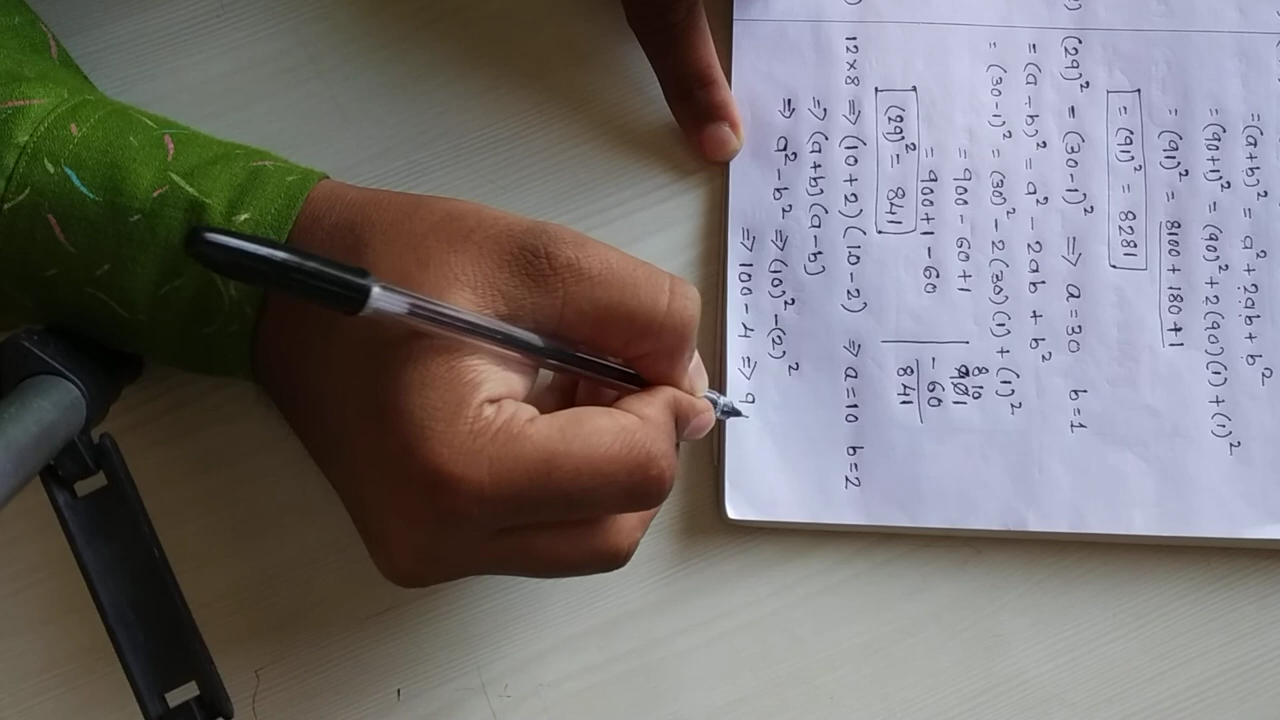 =(a+b)² = a²+2ab+b²
=(90+1)² = (90)²+2(90)(1)+(1)²
= (91)² = 8100+180+1
= (91)² = 8281
(29)² = (30-1)² ⇒ a=30 b=1
= (a-b)² = a² - 2ab + b²
= (30-1)² = (30)² - 2(30)(1) + (1)²
= 900 - 60+1
= 900+1-60
(29)² = 841
8 10
901
- 60
841
12×8 ⇒ (10+2)(10-2) ⇒ a=10 b=2
⇒ (a+b)(a-b)
⇒ a²-b² ⇒ (10)²-(2)²
⇒ 100-4 ⇒ 9